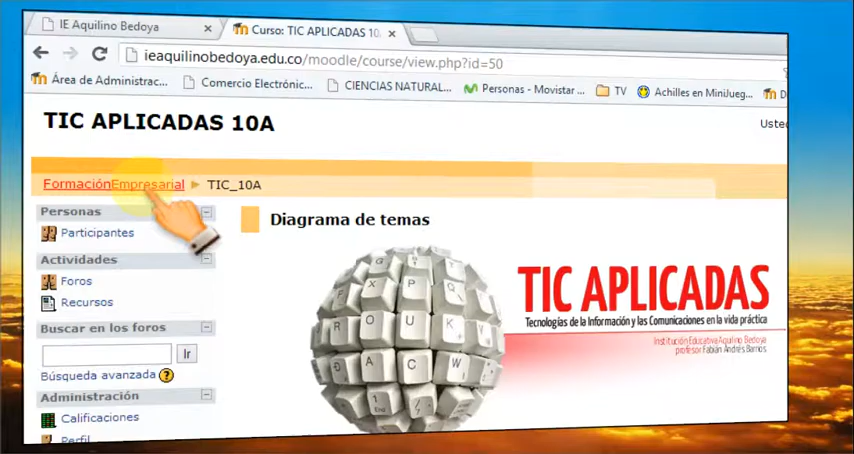 IE Aquilino Bedoya
Curso: TIC APLICADAS 10
ieaquilinobedoya.edu.co/moodle/course/view.php?id=50
Área de Administrac... Comercio Electrónic... CIENCIAS NATURAL... Personas - Movistar ... TV Achilles en MiniJueg...
TIC APLICADAS 10A
Usted
FormaciónEmpresarial ► TIC_10A
Personas
Participantes
Actividades
Foros
Recursos
Buscar en los foros
Ir
Búsqueda avanzada ?
Administración
Calificaciones
Perfil
Diagrama de temas
TIC APLICADAS
Tecnologías de la Información y las Comunicaciones en la vida práctica
Institución Educativa Aquilino Bedoya
profesor Fabián Andrés Barrios